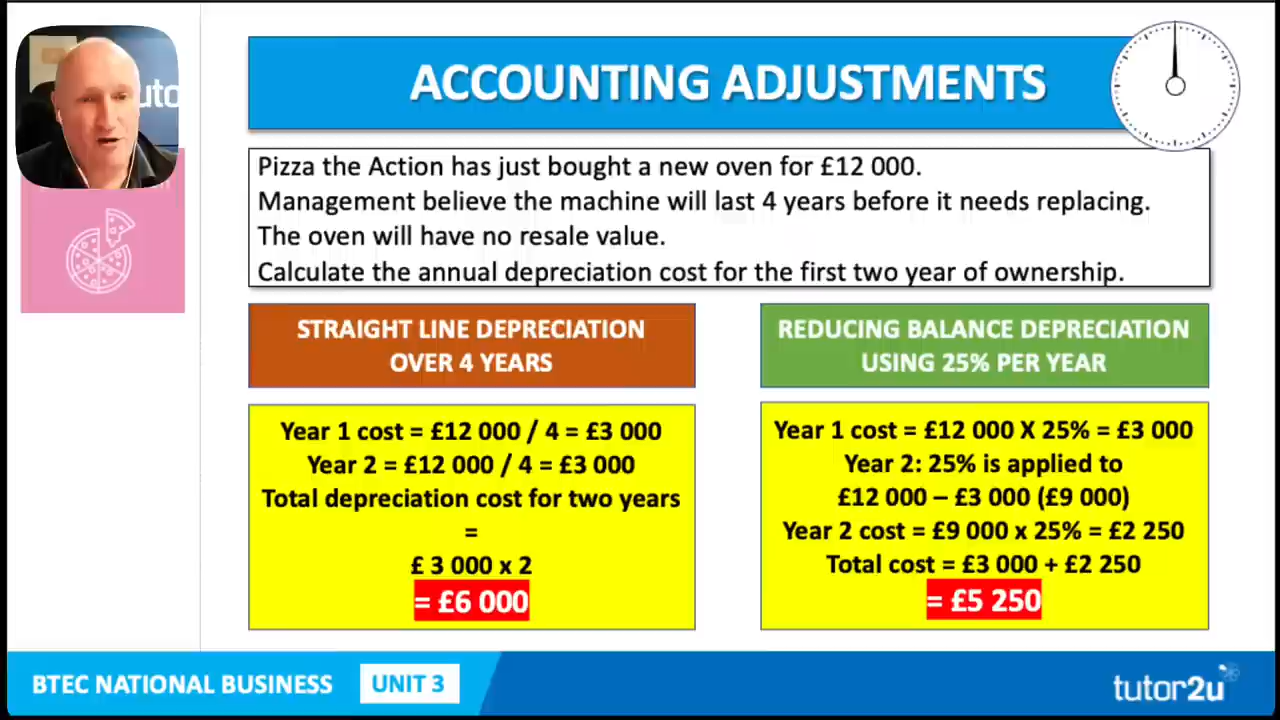 uto
ACCOUNTING ADJUSTMENTS
Pizza the Action has just bought a new oven for £12 000.
Management believe the machine will last 4 years before it needs replacing.
The oven will have no resale value.
Calculate the annual depreciation cost for the first two year of ownership.
STRAIGHT LINE DEPRECIATION
OVER 4 YEARS
Year 1 cost = £12 000 / 4 = £3 000
Year 2 = £12 000 / 4 = £3 000
Total depreciation cost for two years
=
£ 3 000 x 2
= £6 000
REDUCING BALANCE DEPRECIATION
USING 25% PER YEAR
Year 1 cost = £12 000 X 25% = £3 000
Year 2: 25% is applied to
£12 000 – £3 000 (£9 000)
Year 2 cost = £9 000 x 25% = £2 250
Total cost = £3 000 + £2 250
= £5 250
BTEC NATIONAL BUSINESS
UNIT 3
tutor2u